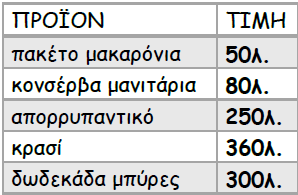 ΠΡΟΪΟΝ ΤΙΜΗ
πακέτο μακαρόνια 50λ.
κονσέρβα μανιτάρια 80λ.
απορρυπαντικό 250λ.
κρασί 360λ.
δωδεκάδα μπύρες 300λ.